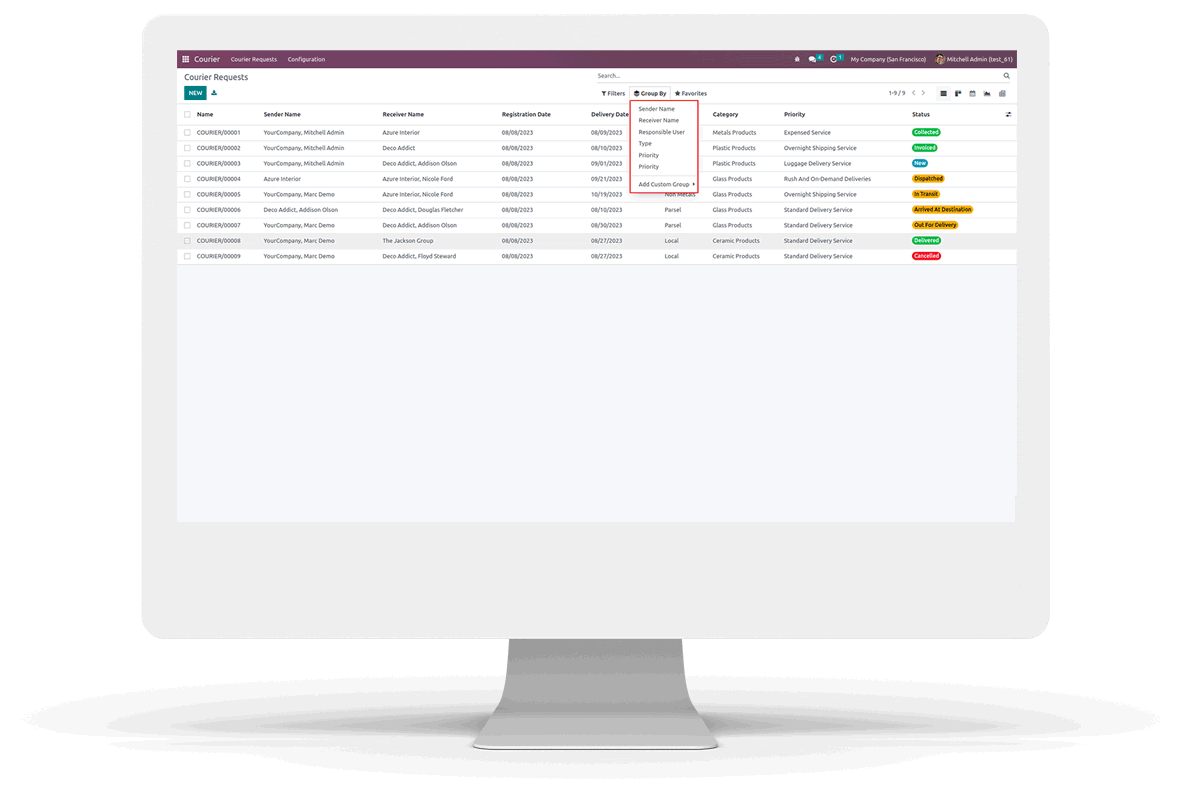 Courier Courier Requests Configuration 4 1 My Company (San Francisco) Mitchell Admin (test_61)
Courier Requests Search...
NEW Filters Group By Favorites 1-9 / 9
Name Sender Name Receiver Name Registration Date Delivery Date Category Priority Status
COURIER/00001 YourCompany, Mitchell Admin Azure Interior 08/08/2023 08/09/2023 Metals Products Expensed Service Collected
COURIER/00002 YourCompany, Mitchell Admin Deco Addict 08/08/2023 08/10/2023 Plastic Products Overnight Shipping Service Invoiced
COURIER/00003 YourCompany, Mitchell Admin Deco Addict, Addison Olson 08/08/2023 09/01/2023 Plastic Products Luggage Delivery Service New
COURIER/00004 Azure Interior Azure Interior, Nicole Ford 08/08/2023 09/21/2023 Glass Products Rush And On-Demand Deliveries Dispatched
COURIER/00005 YourCompany, Marc Demo Azure Interior, Nicole Ford 08/08/2023 10/19/2023 Non Metals Glass Products Overnight Shipping Service In Transit
COURIER/00006 Deco Addict, Addison Olson Deco Addict, Douglas Fletcher 08/08/2023 08/10/2023 Parsel Glass Products Standard Delivery Service Arrived At Destination
COURIER/00007 YourCompany, Marc Demo Deco Addict, Addison Olson 08/08/2023 08/30/2023 Parsel Glass Products Standard Delivery Service Out For Delivery
COURIER/00008 YourCompany, Marc Demo The Jackson Group 08/08/2023 08/27/2023 Local Ceramic Products Standard Delivery Service Delivered
COURIER/00009 YourCompany, Marc Demo Deco Addict, Floyd Steward 08/08/2023 08/27/2023 Local Ceramic Products Standard Delivery Service Cancelled
Sender Name
Receiver Name
Responsible User
Type
Priority
Priority
Add Custom Group